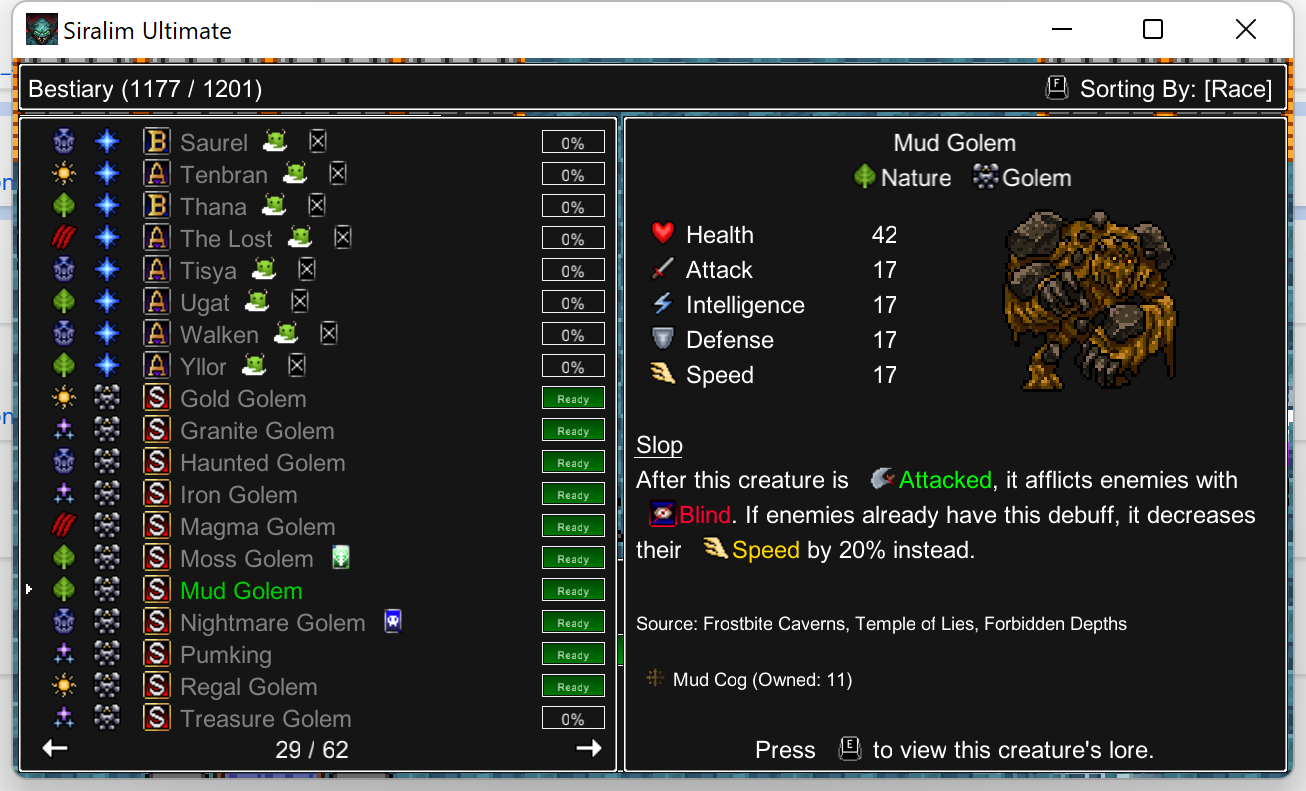 Siralim Ultimate
Bestiary (1177 / 1201)
F Sorting By: [Race]
B Saurel 0%
A Tenbran 0%
B Thana 0%
A The Lost 0%
A Tisya 0%
A Ugat 0%
A Walken 0%
A Yllor 0%
S Gold Golem Ready
S Granite Golem Ready
S Haunted Golem Ready
S Iron Golem Ready
S Magma Golem Ready
S Moss Golem Ready
S Mud Golem Ready
S Nightmare Golem Ready
S Pumking Ready
S Regal Golem Ready
S Treasure Golem 0%
29 / 62
Mud Golem
Nature Golem
Health 42
Attack 17
Intelligence 17
Defense 17
Speed 17
Slop
After this creature is Attacked, it afflicts enemies with
Blind. If enemies already have this debuff, it decreases
their Speed by 20% instead.
Source: Frostbite Caverns, Temple of Lies, Forbidden Depths
Mud Cog (Owned: 11)
Press E to view this creature's lore.